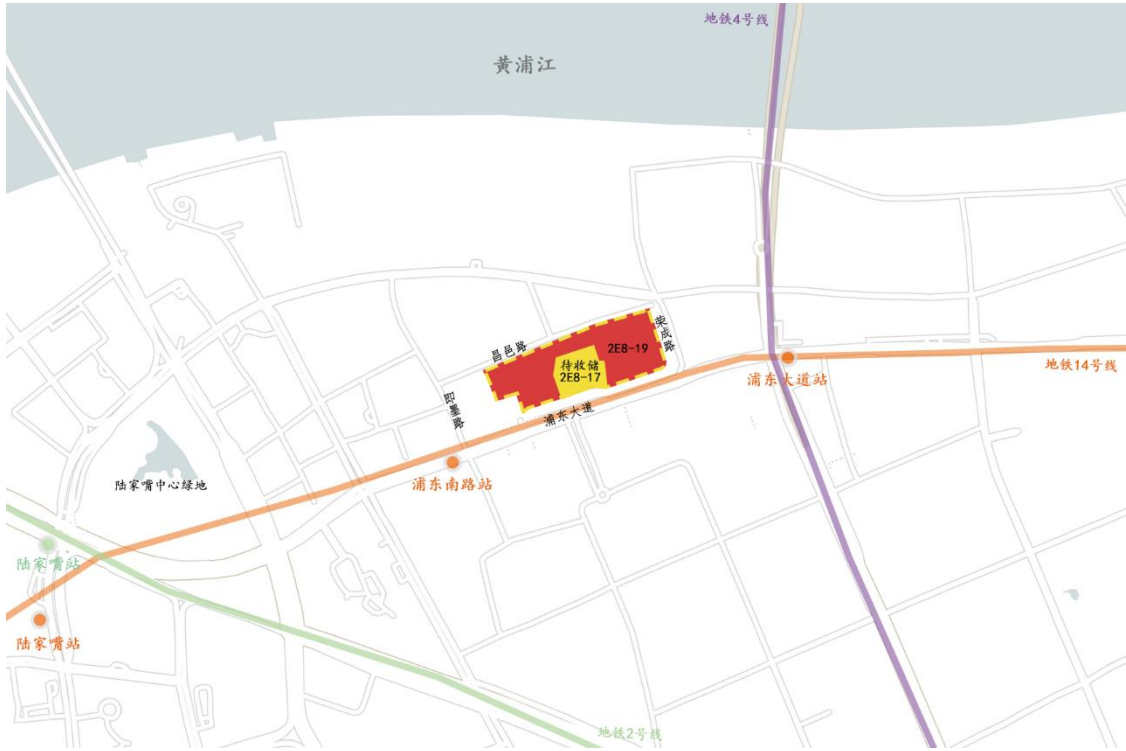 地铁4号线
黄浦江
昌邑路
荣成路
2E8-19
待收储
2E8-17
浦东大道站
地铁14号线
即墨路
浦东大道
浦东南路站
陆家嘴中心绿地
陆家嘴站
陆家嘴站
地铁2号线